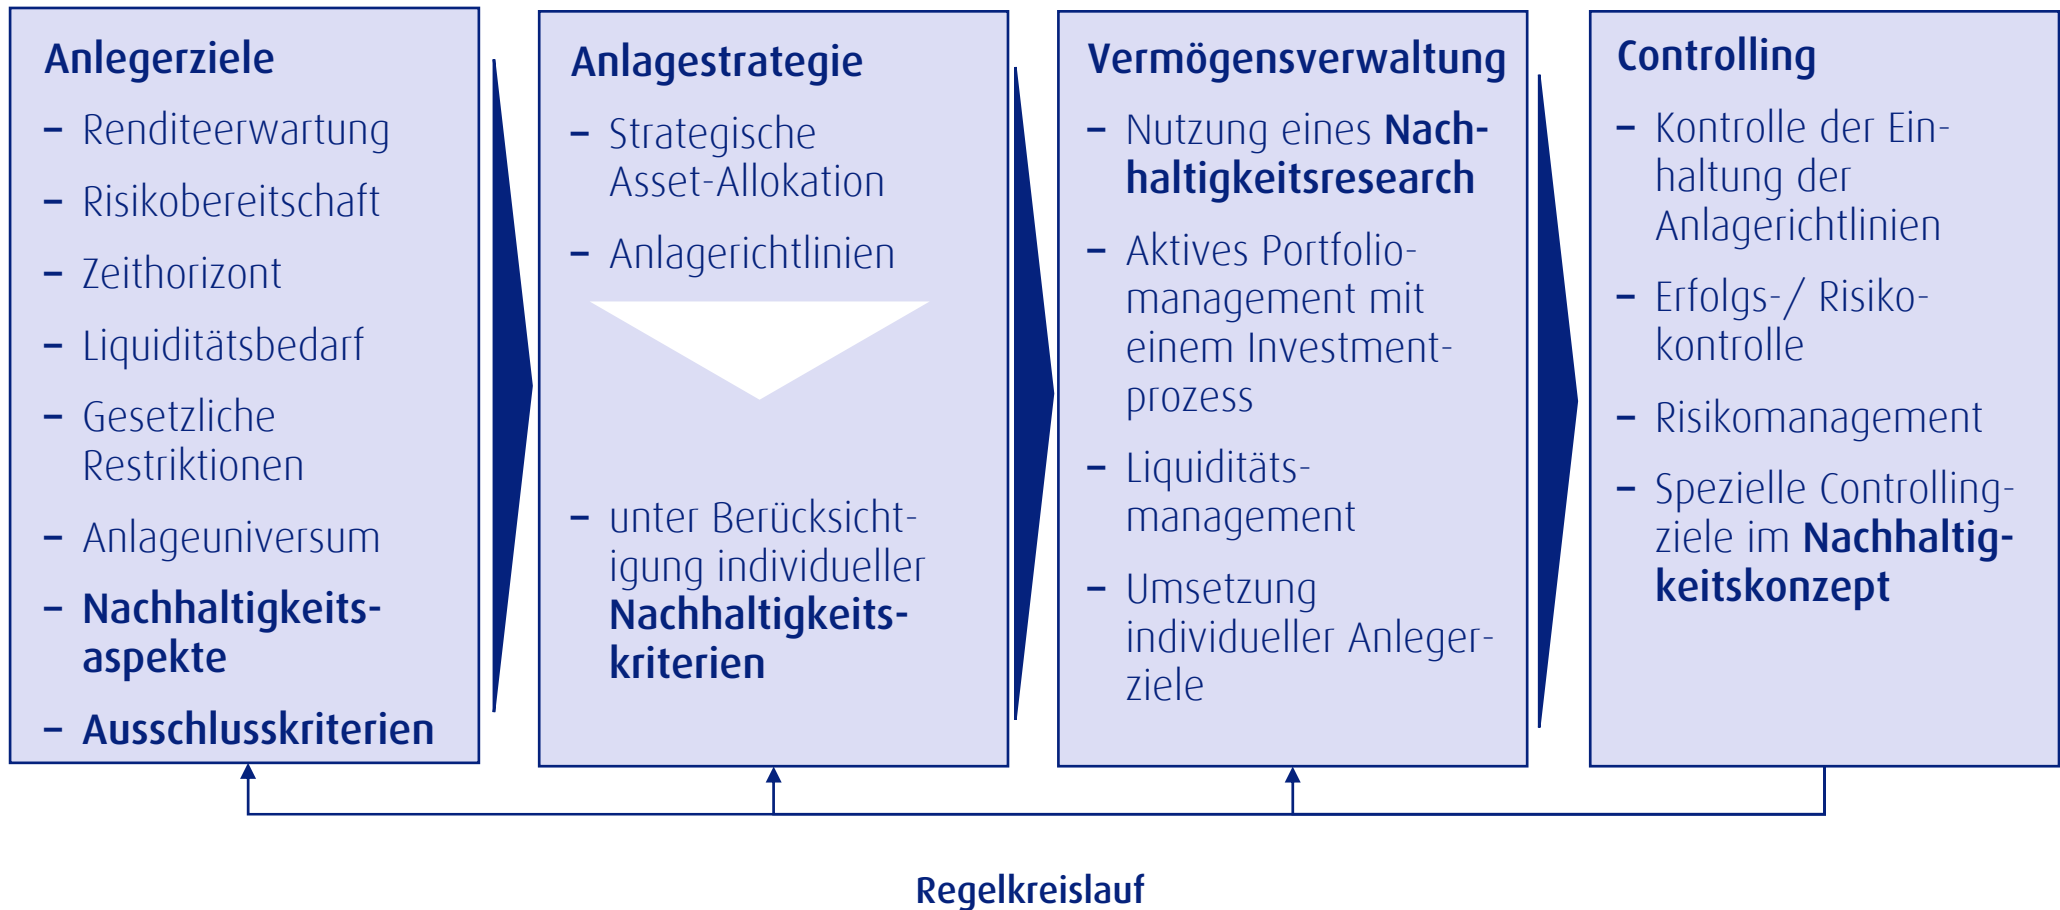 Anlegerziele
– Renditeerwartung
– Risikobereitschaft
– Zeithorizont
– Liquiditätsbedarf
– Gesetzliche
Restriktionen
– Anlageuniversum
– Nachhaltigkeits-
aspekte
– Ausschlusskriterien
Anlagestrategie
– Strategische
Asset-Allokation
– Anlagerichtlinien
– unter Berücksicht-
igung individueller
Nachhaltigkeits-
kriterien
Vermögensverwaltung
– Nutzung eines Nach-
haltigkeitsresearch
– Aktives Portfolio-
management mit
einem Investment-
prozess
– Liquiditäts-
management
– Umsetzung
individueller Anleger-
ziele
Controlling
– Kontrolle der Ein-
haltung der
Anlagerichtlinien
– Erfolgs-/ Risiko-
kontrolle
– Risikomanagement
– Spezielle Controlling-
ziele im Nachhaltig-
keitskonzept
Regelkreislauf